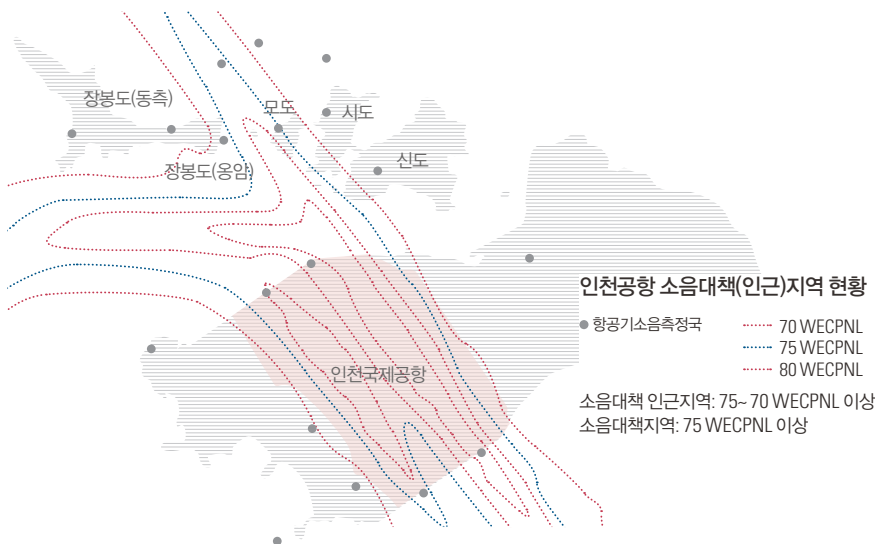 장봉도(동측)
모도
시도
장봉도(옹암)
신도
인천국제공항
인천공항 소음대책(인근)지역 현황
항공기소음측정국
70 WECPNL
75 WECPNL
80 WECPNL
소음대책 인근지역: 75~ 70 WECPNL 이상
소음대책지역: 75 WECPNL 이상